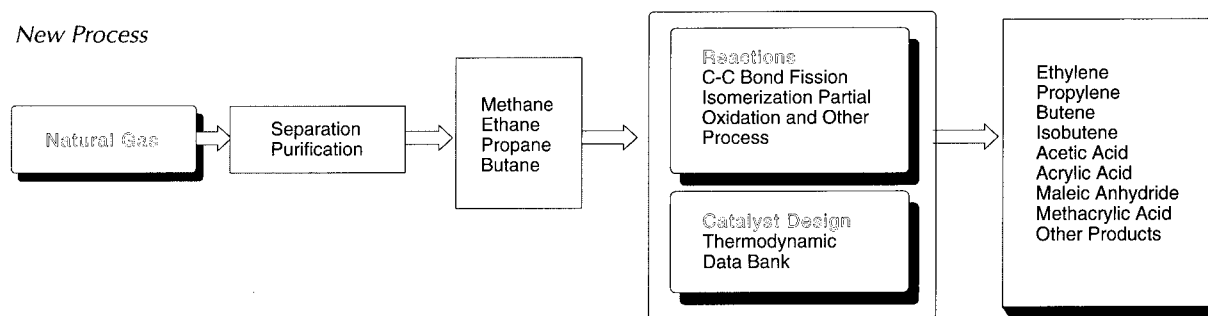 New Process
Natural Gas
Separation
Purification
Methane
Ethane
Propane
Butane
Reactions
C-C Bond Fission
Isomerization Partial
Oxidation and Other
Process
Catalyst Design
Thermodynamic
Data Bank
Ethylene
Propylene
Butene
Isobutene
Acetic Acid
Acrylic Acid
Maleic Anhydride
Methacrylic Acid
Other Products